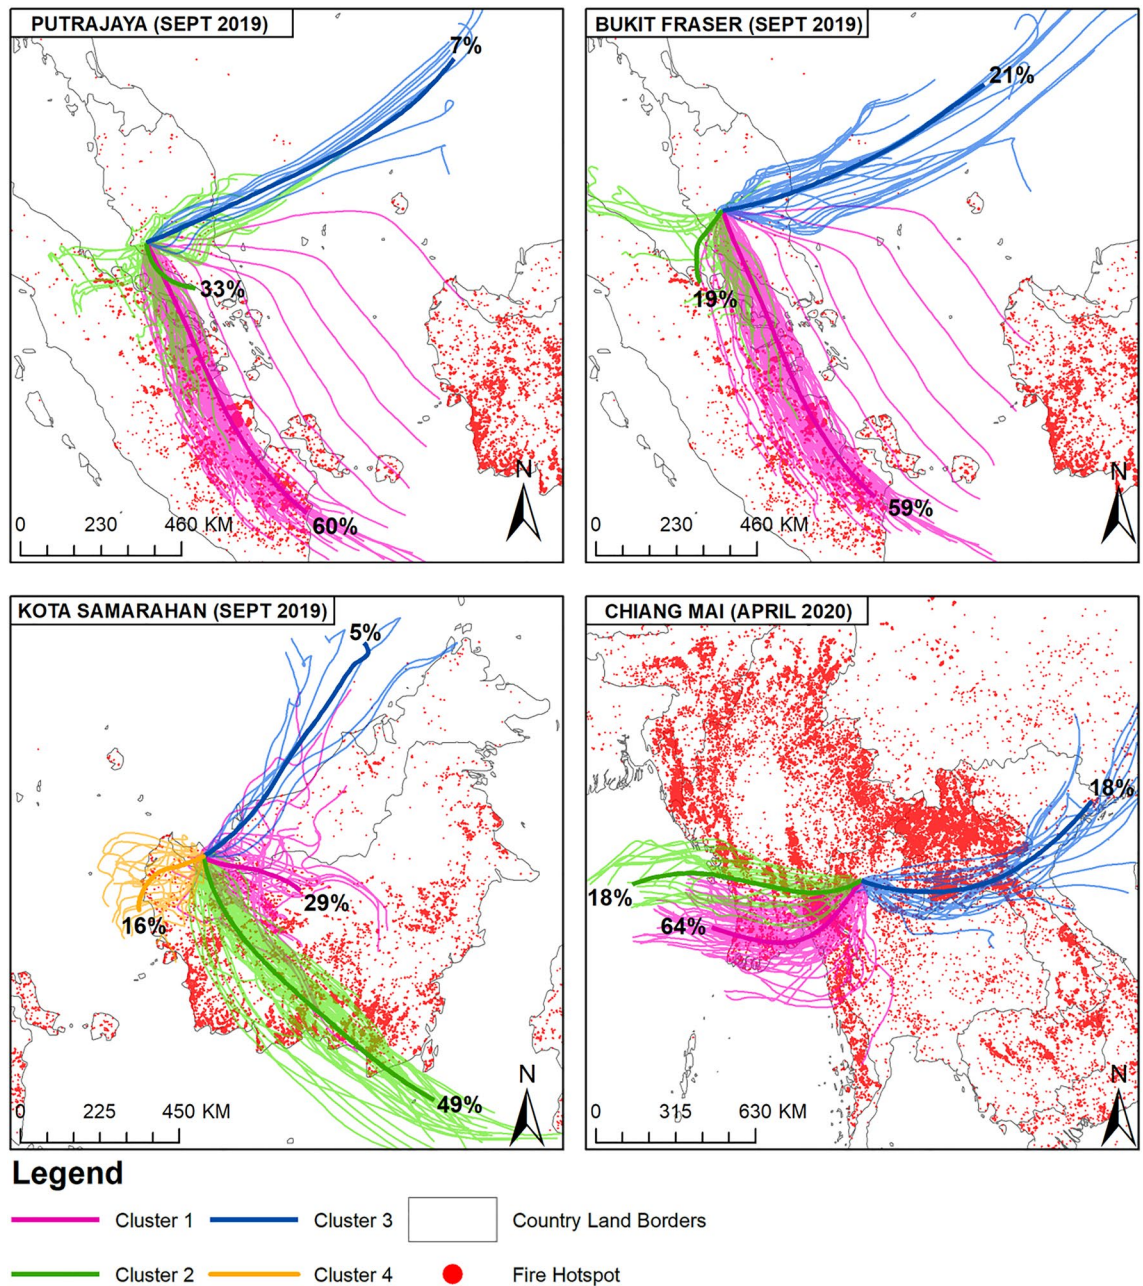 PUTRAJAYA (SEPT 2019)
7%
33%
60%
N
0 230 460 KM
BUKIT FRASER (SEPT 2019)
21%
19%
59%
N
0 230 460 KM
KOTA SAMARAHAN (SEPT 2019)
5%
29%
16%
49%
N
0 225 450 KM
CHIANG MAI (APRIL 2020)
18%
18%
64%
N
0 315 630 KM
Legend
Cluster 1 Cluster 3 Country Land Borders
Cluster 2 Cluster 4 Fire Hotspot